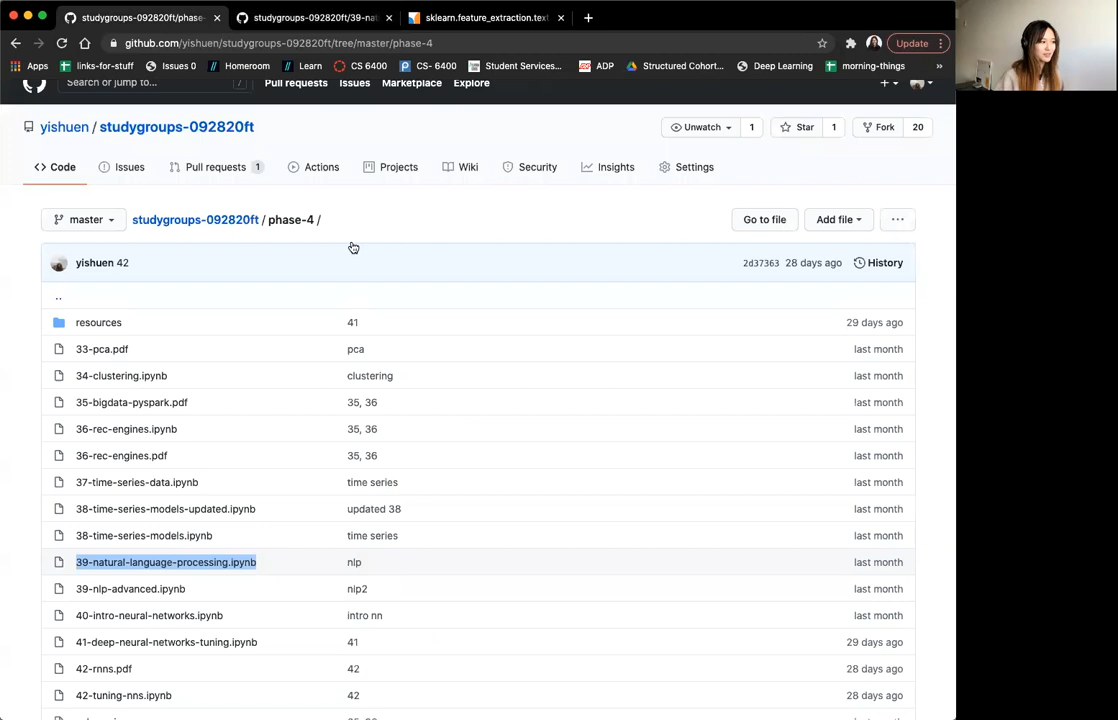 studygroups-092820ft/phase-
studygroups-092820ft/39-nat
sklearn.feature_extraction.text
github.com/yishuen/studygroups-092820ft/tree/master/phase-4
Update
Apps
links-for-stuff
Issues 0
Homeroom
Learn
CS 6400
CS- 6400
Student Services...
ADP
Structured Cohort...
Deep Learning
morning-things
»
Search or jump to...
/
Pull requests
Issues
Marketplace
Explore
yishuen / studygroups-092820ft
Unwatch 1
Star 1
Fork 20
Code
Issues
Pull requests 1
Actions
Projects
Wiki
Security
Insights
Settings
master
studygroups-092820ft / phase-4 /
Go to file
Add file
...
yishuen 42
2d37363 28 days ago
History
..
resources 41 29 days ago
33-pca.pdf pca last month
34-clustering.ipynb clustering last month
35-bigdata-pyspark.pdf 35, 36 last month
36-rec-engines.ipynb 35, 36 last month
36-rec-engines.pdf 35, 36 last month
37-time-series-data.ipynb time series last month
38-time-series-models-updated.ipynb updated 38 last month
38-time-series-models.ipynb time series last month
39-natural-language-processing.ipynb nlp last month
39-nlp-advanced.ipynb nlp2 last month
40-intro-neural-networks.ipynb intro nn last month
41-deep-neural-networks-tuning.ipynb 41 29 days ago
42-rnns.pdf 42 28 days ago
42-tuning-nns.ipynb 42 28 days ago